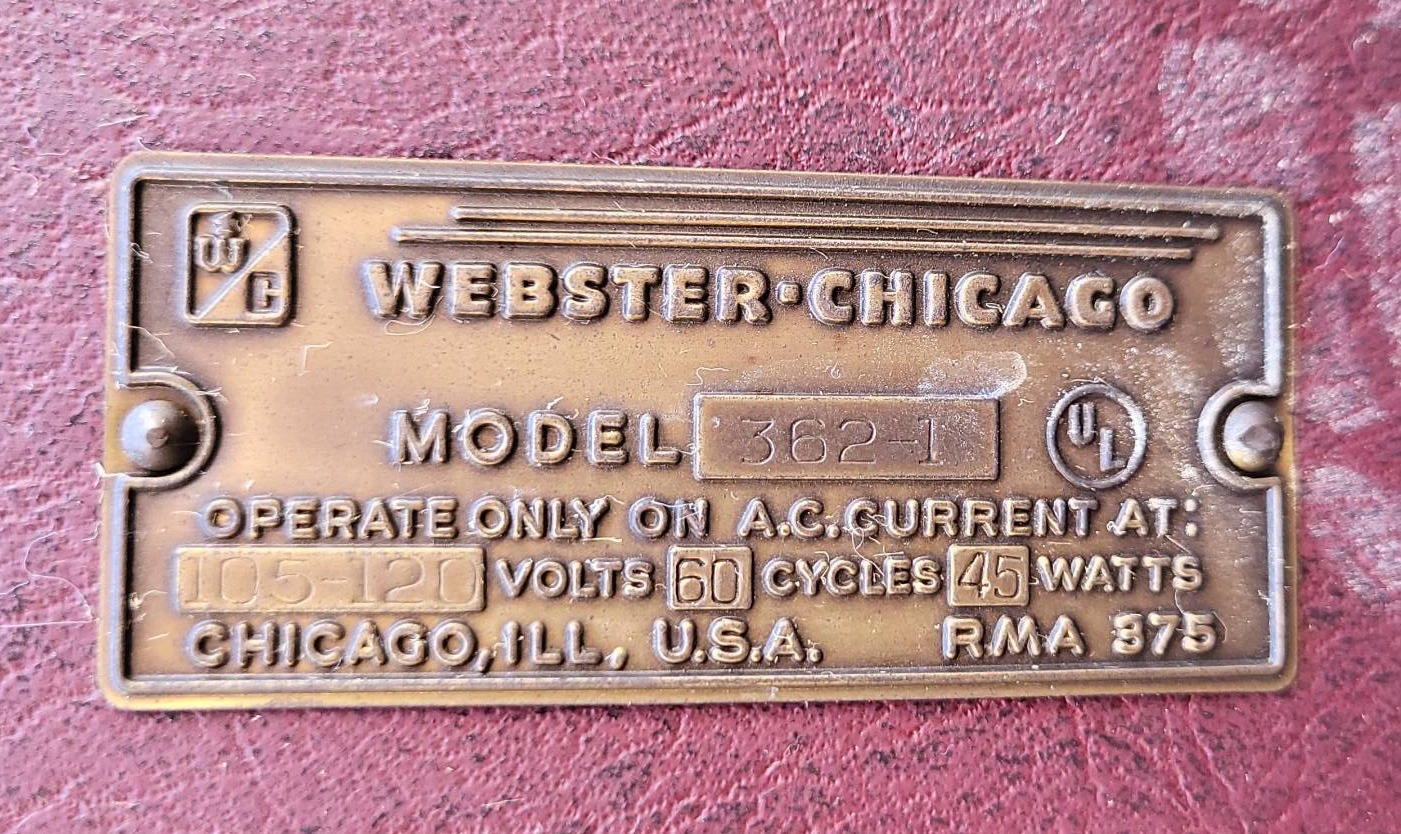 W
C
WEBSTER·CHICAGO
MODEL 362-1 UL
OPERATE ONLY ON A.C. CURRENT AT:
105-120 VOLTS 60 CYCLES 45 WATTS
CHICAGO, ILL, U.S.A. RMA 375